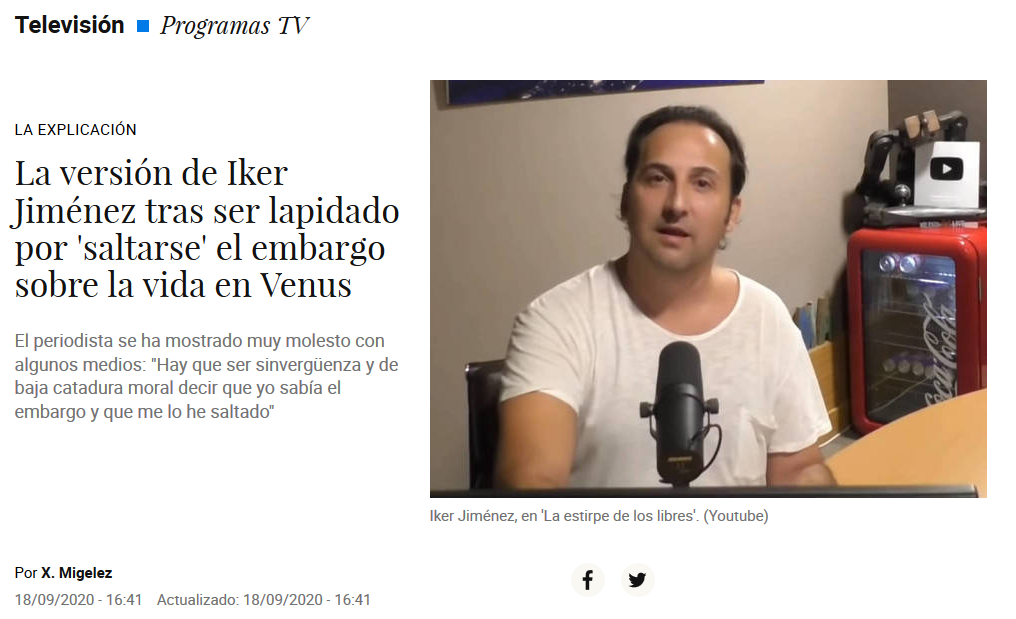 Televisión Programas TV
LA EXPLICACIÓN
La versión de Iker
Jiménez tras ser lapidado
por 'saltarse' el embargo
sobre la vida en Venus
El periodista se ha mostrado muy molesto con
algunos medios: "Hay que ser sinvergüenza y de
baja catadura moral decir que yo sabía el
embargo y que me lo he saltado"
Coca-Cola
Iker Jiménez, en 'La estirpe de los libres'. (Youtube)
Por X. Migelez
18/09/2020 - 16:41 Actualizado: 18/09/2020 - 16:41